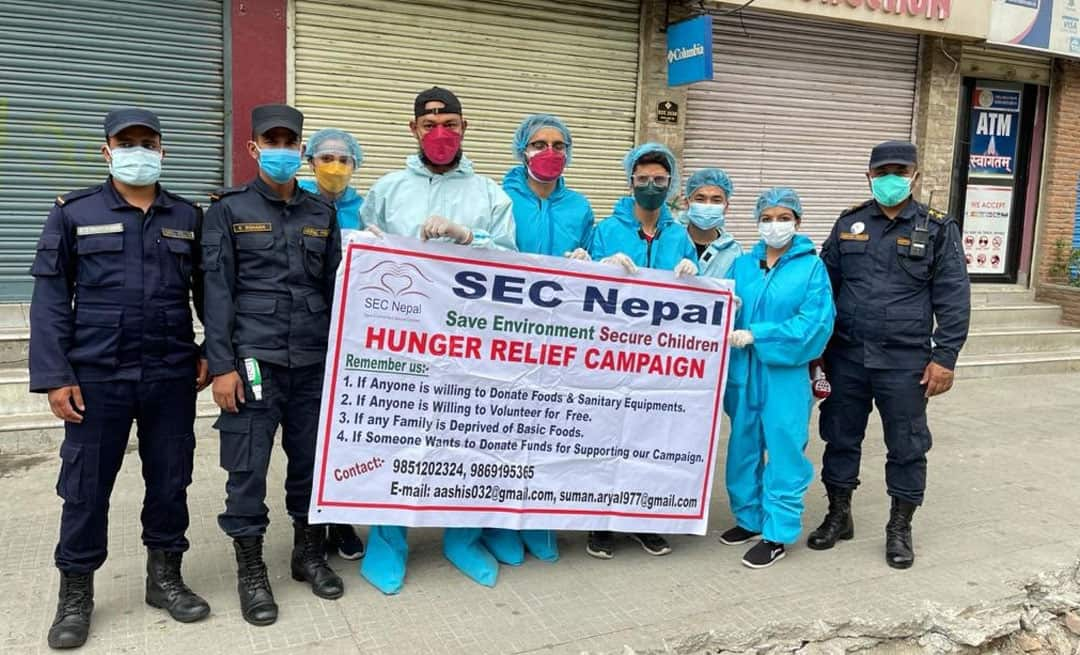 Columbia
ATM
स्वागतम्
WE ACCEPT
VISA
SEC Nepal
SEC Nepal
Save Environment Secure Children
HUNGER RELIEF CAMPAIGN
Remember us:-
1. If Anyone is willing to Donate Foods & Sanitary Equipments.
2. If Anyone is Willing to Volunteer for Free.
3. If any Family is Deprived of Basic Foods.
4. If Someone Wants to Donate Funds for Supporting our Campaign.
Contact:- 9851202324, 9869195365
E-mail: aashis032@gmail.com, suman.aryal977@gmail.com